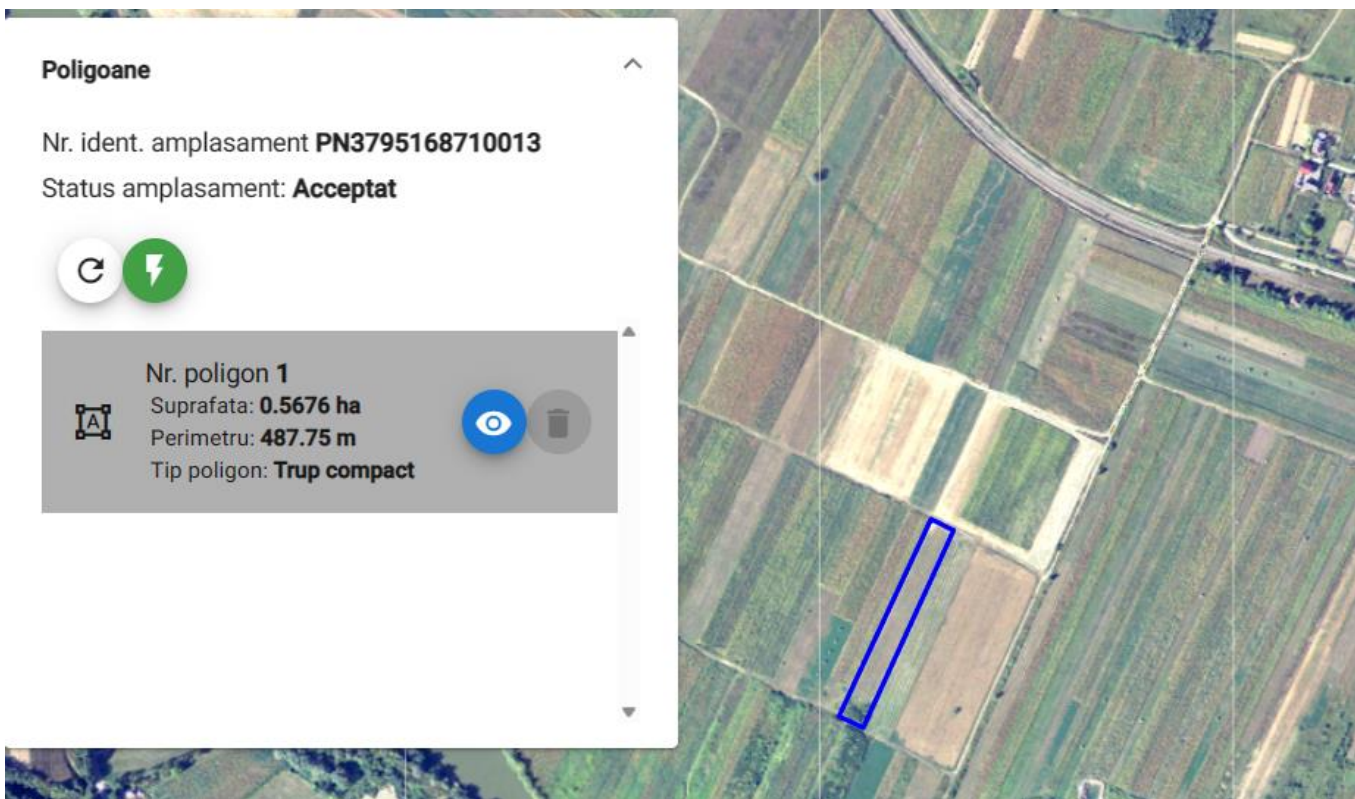 Poligoane
Nr. ident. amplasament PN3795168710013
Status amplasament: Acceptat
A
Nr. poligon 1
Suprafata: 0.5676 ha
Perimetru: 487.75 m
Tip poligon: Trup compact